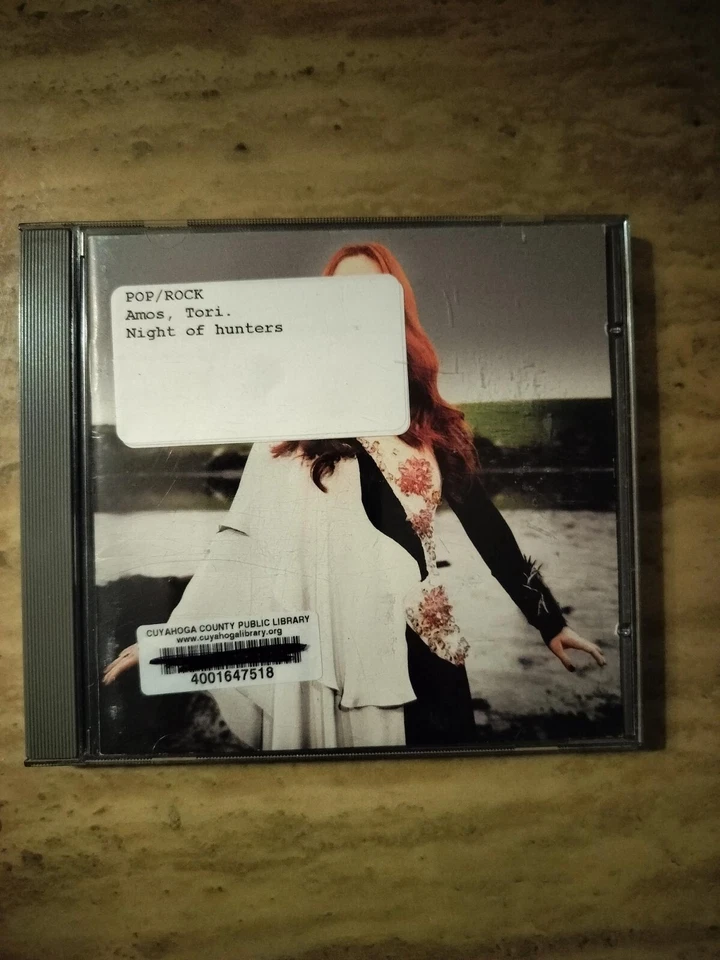 POP/ROCK
Amos, Tori.
Night of hunters
CUYAHOGA COUNTY PUBLIC LIBRARY
www.cuyahogalibrary.org
4001647518